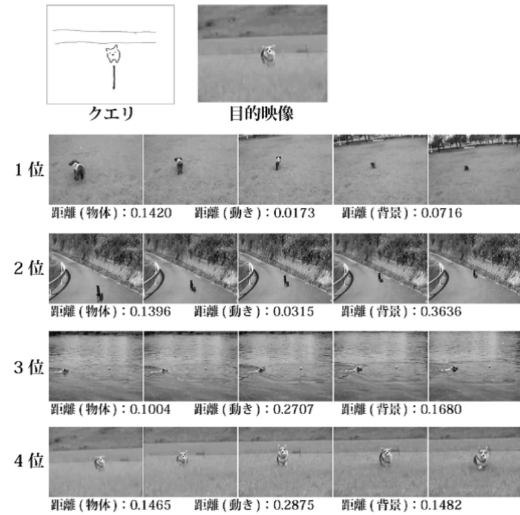 クエリ
目的映像
1位
距離(物体):0.1420 距離(動き):0.0173 距離(背景):0.0716
2位
距離(物体):0.1396 距離(動き):0.0315 距離(背景):0.3636
3位
距離(物体):0.1004 距離(動き):0.2707 距離(背景):0.1680
4位
距離(物体):0.1465 距離(動き):0.2875 距離(背景):0.1482